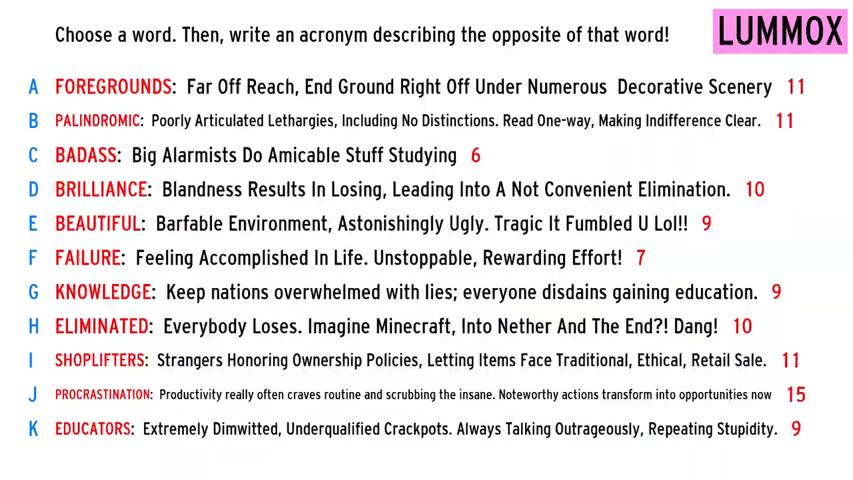 Choose a word. Then, write an acronym describing the opposite of that word!
LUMMOX
A FOREGROUNDS: Far Off Reach, End Ground Right Off Under Numerous Decorative Scenery 11
B PALINDROMIC: Poorly Articulated Lethargies, Including No Distinctions. Read One-way, Making Indifference Clear. 11
C BADASS: Big Alarmists Do Amicable Stuff Studying 6
D BRILLIANCE: Blandness Results In Losing, Leading Into A Not Convenient Elimination. 10
E BEAUTIFUL: Barfable Environment, Astonishingly Ugly. Tragic It Fumbled U Lol!! 9
F FAILURE: Feeling Accomplished In Life. Unstoppable, Rewarding Effort! 7
G KNOWLEDGE: Keep nations overwhelmed with lies; everyone disdains gaining education. 9
H ELIMINATED: Everybody Loses. Imagine Minecraft, Into Nether And The End?! Dang! 10
I SHOPLIFTERS: Strangers Honoring Ownership Policies, Letting Items Face Traditional, Ethical, Retail Sale. 11
J PROCRASTINATION: Productivity really often craves routine and scrubbing the insane. Noteworthy actions transform into opportunities now 15
K EDUCATORS: Extremely Dimwitted, Underqualified Crackpots. Always Talking Outrageously, Repeating Stupidity. 9